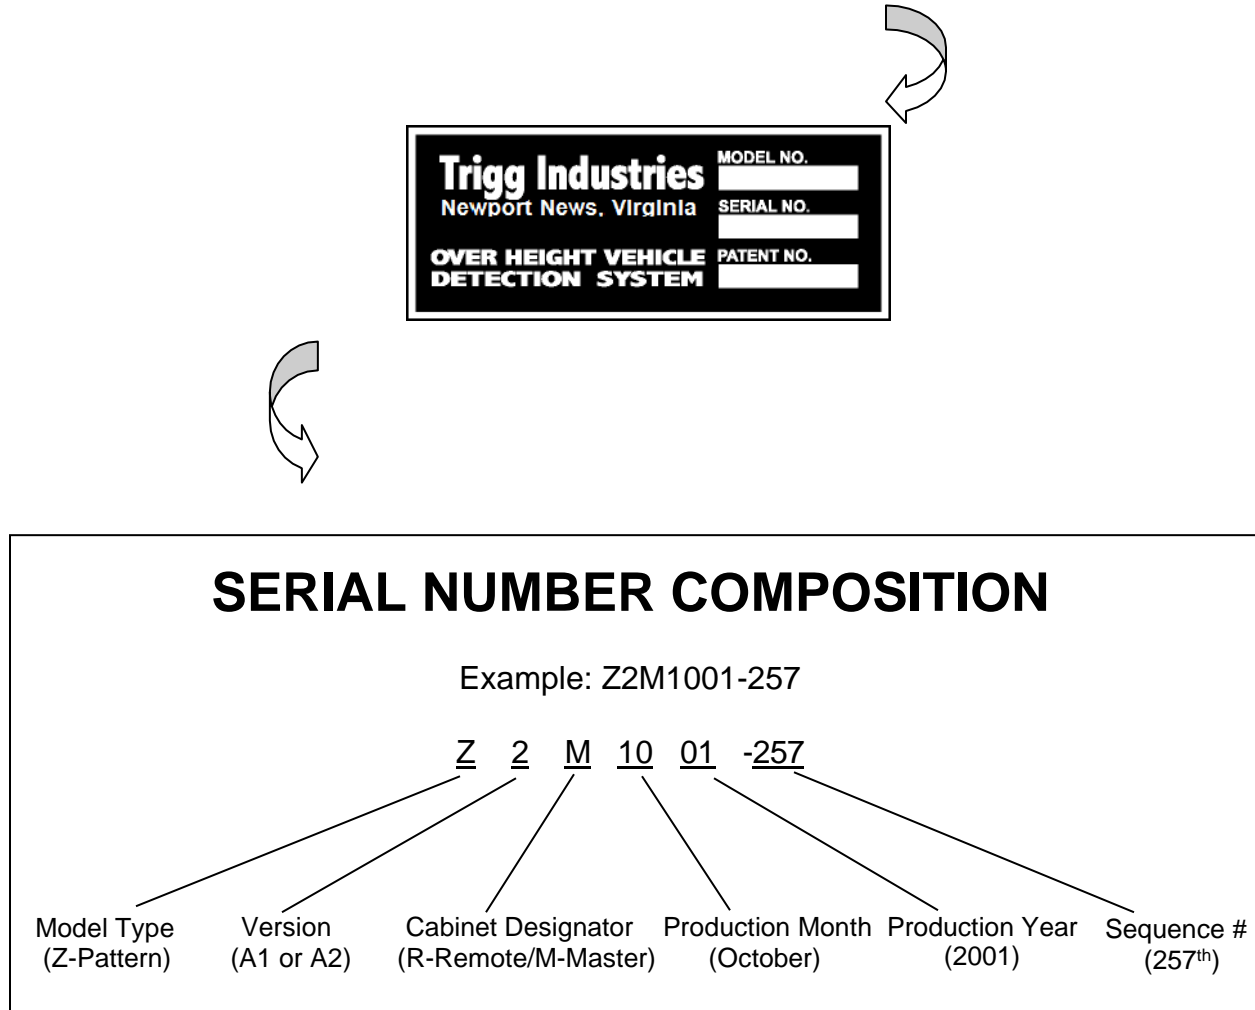 Trigg Industries
Newport News, Virginia
OVER HEIGHT VEHICLE
DETECTION SYSTEM
MODEL NO.
SERIAL NO.
PATENT NO.
SERIAL NUMBER COMPOSITION
Example: Z2M1001-257
Z 2 M 10 01 -257
Model Type
(Z-Pattern)
Version
(A1 or A2)
Cabinet Designator
(R-Remote/M-Master)
Production Month
(October)
Production Year
(2001)
Sequence #
(257th)